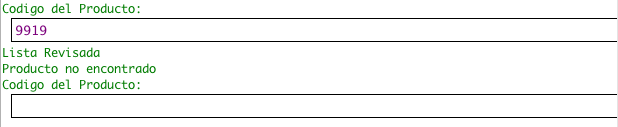 Codigo del Producto:
9919
Lista Revisada
Producto no encontrado
Codigo del Producto: